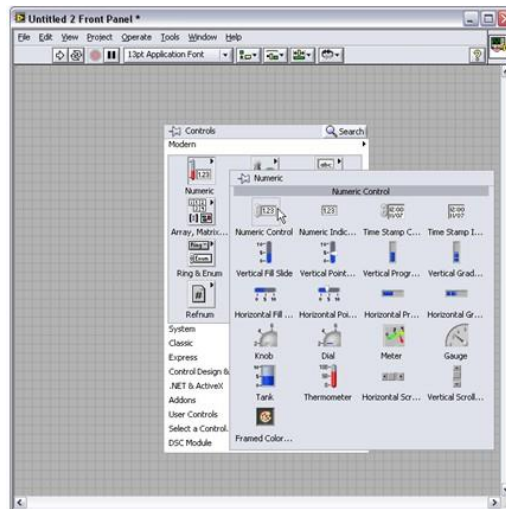 Untitled 2 Front Panel *
File Edit View Project Operate Tools Window Help
13pt Application Font
Controls Search
Modern
Numeric
Array, Matrix...
Ring & Enum
Refnum
System
Classic
Express
Control Design &
.NET & ActiveX
Addons
User Controls
Select a Control.
DSC Module
Numeric
Numeric Control
Numeric Control Numeric Indic... Time Stamp C... Time Stamp I...
Vertical Fill Slide Vertical Point... Vertical Progr... Vertical Grad...
Horizontal Fill ... Horizontal Poi... Horizontal Pr... Horizontal Gr...
Knob Dial Meter Gauge
Tank Thermometer Horizontal Scr... Vertical Scroll...
Framed Color...